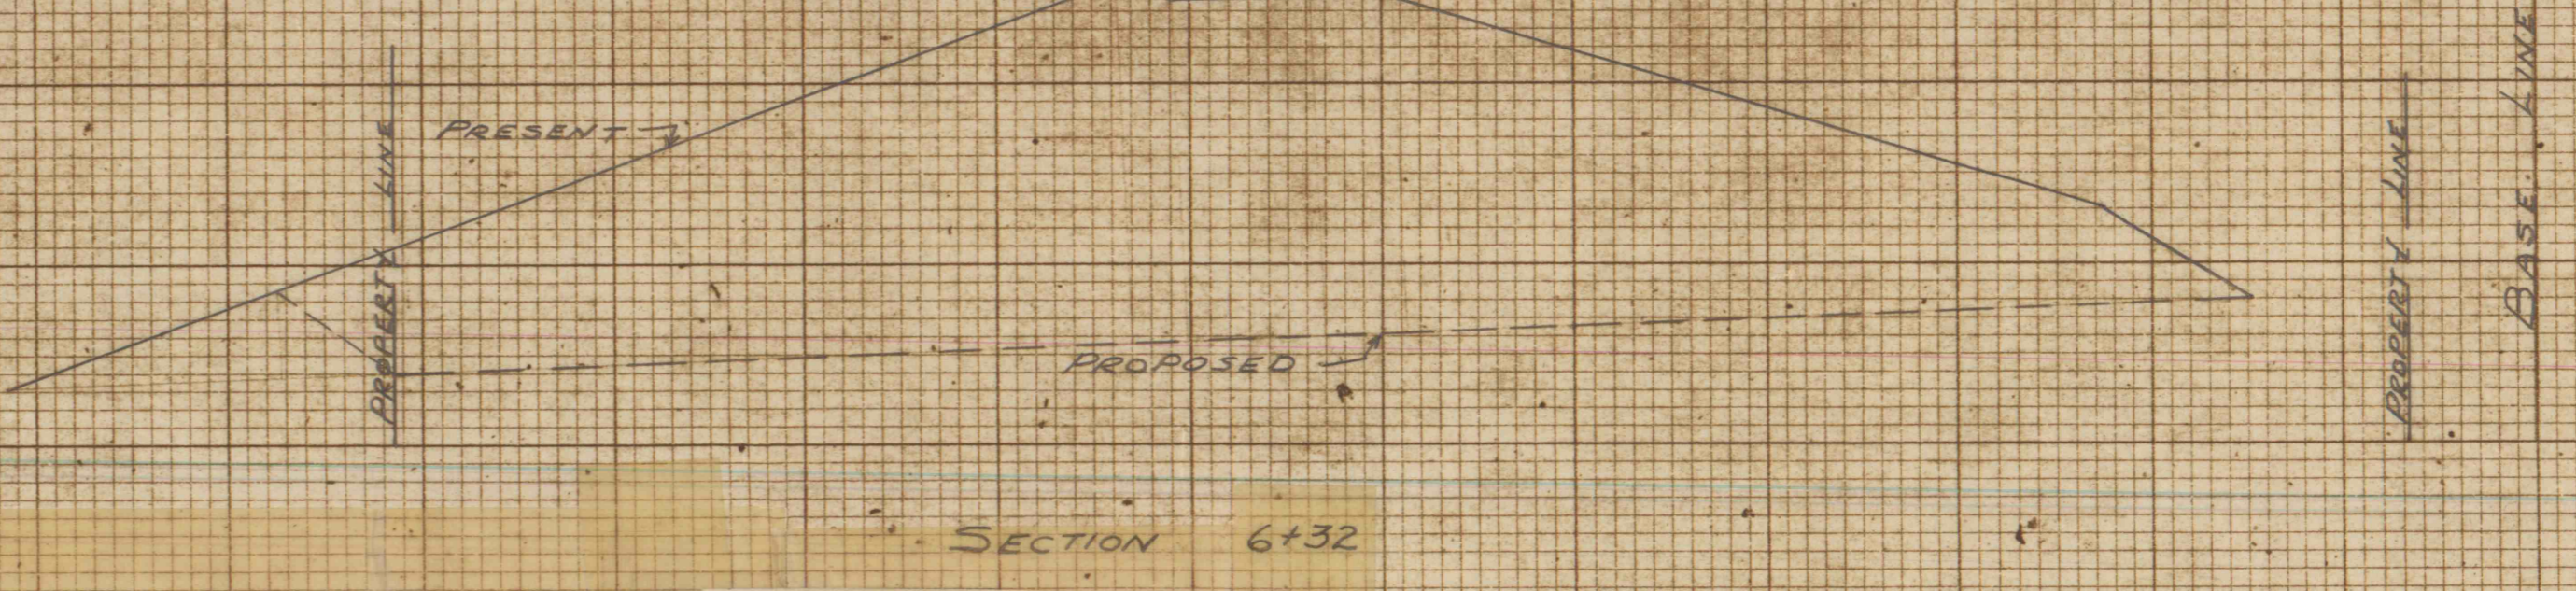 PRESENT
PROPERTY LINE
PROPOSED
PROPERTY LINE
BASE LINE
SECTION 6+32